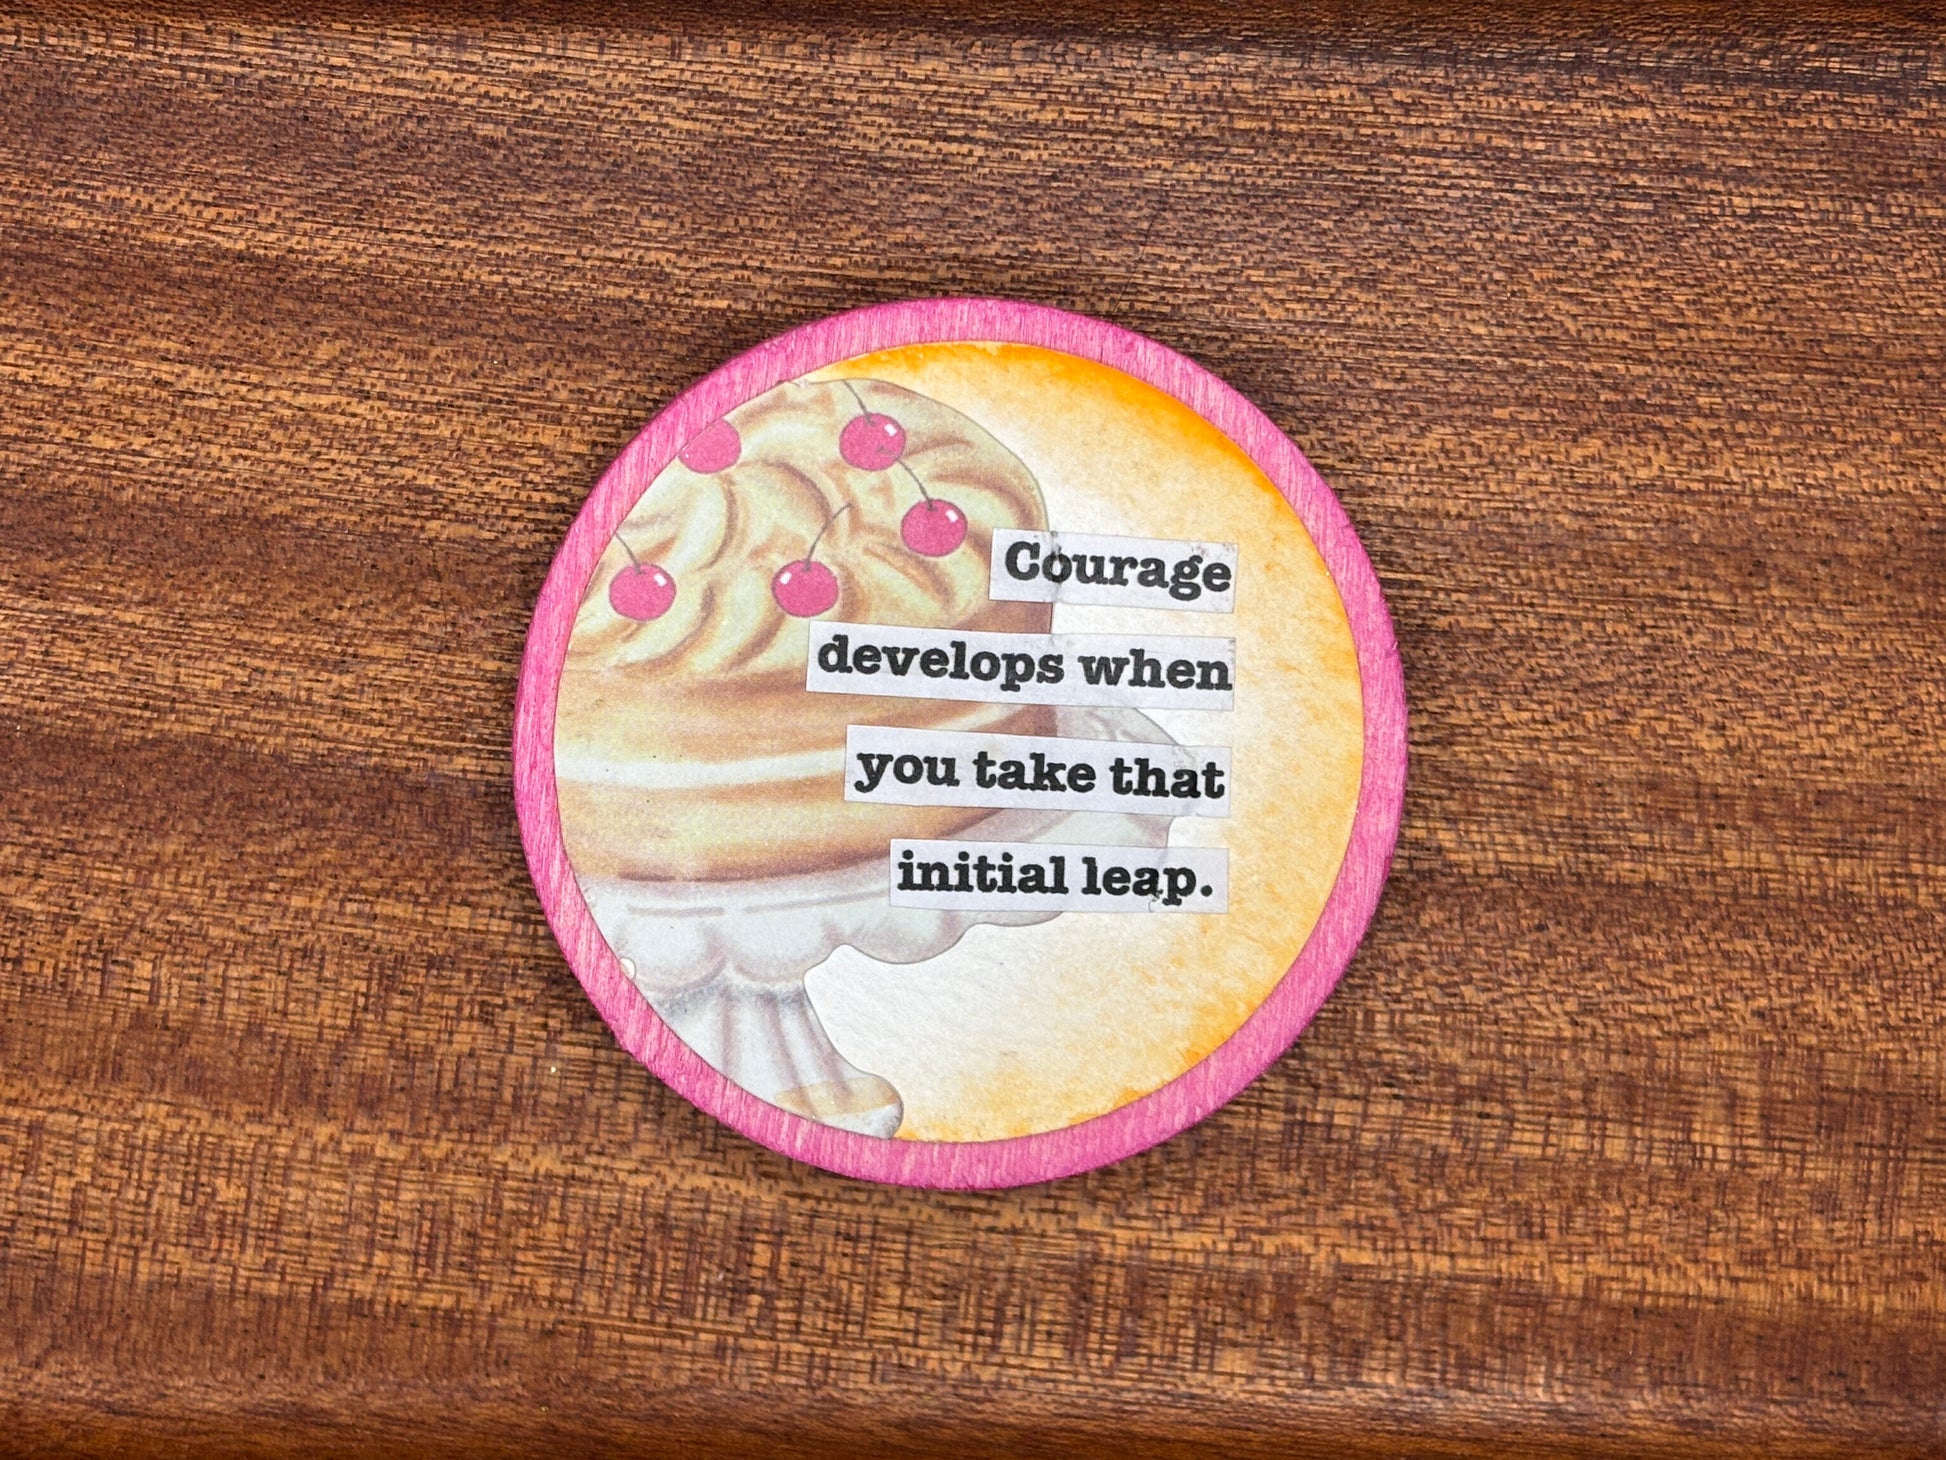 Courage
develops when
you take that
initial leap.